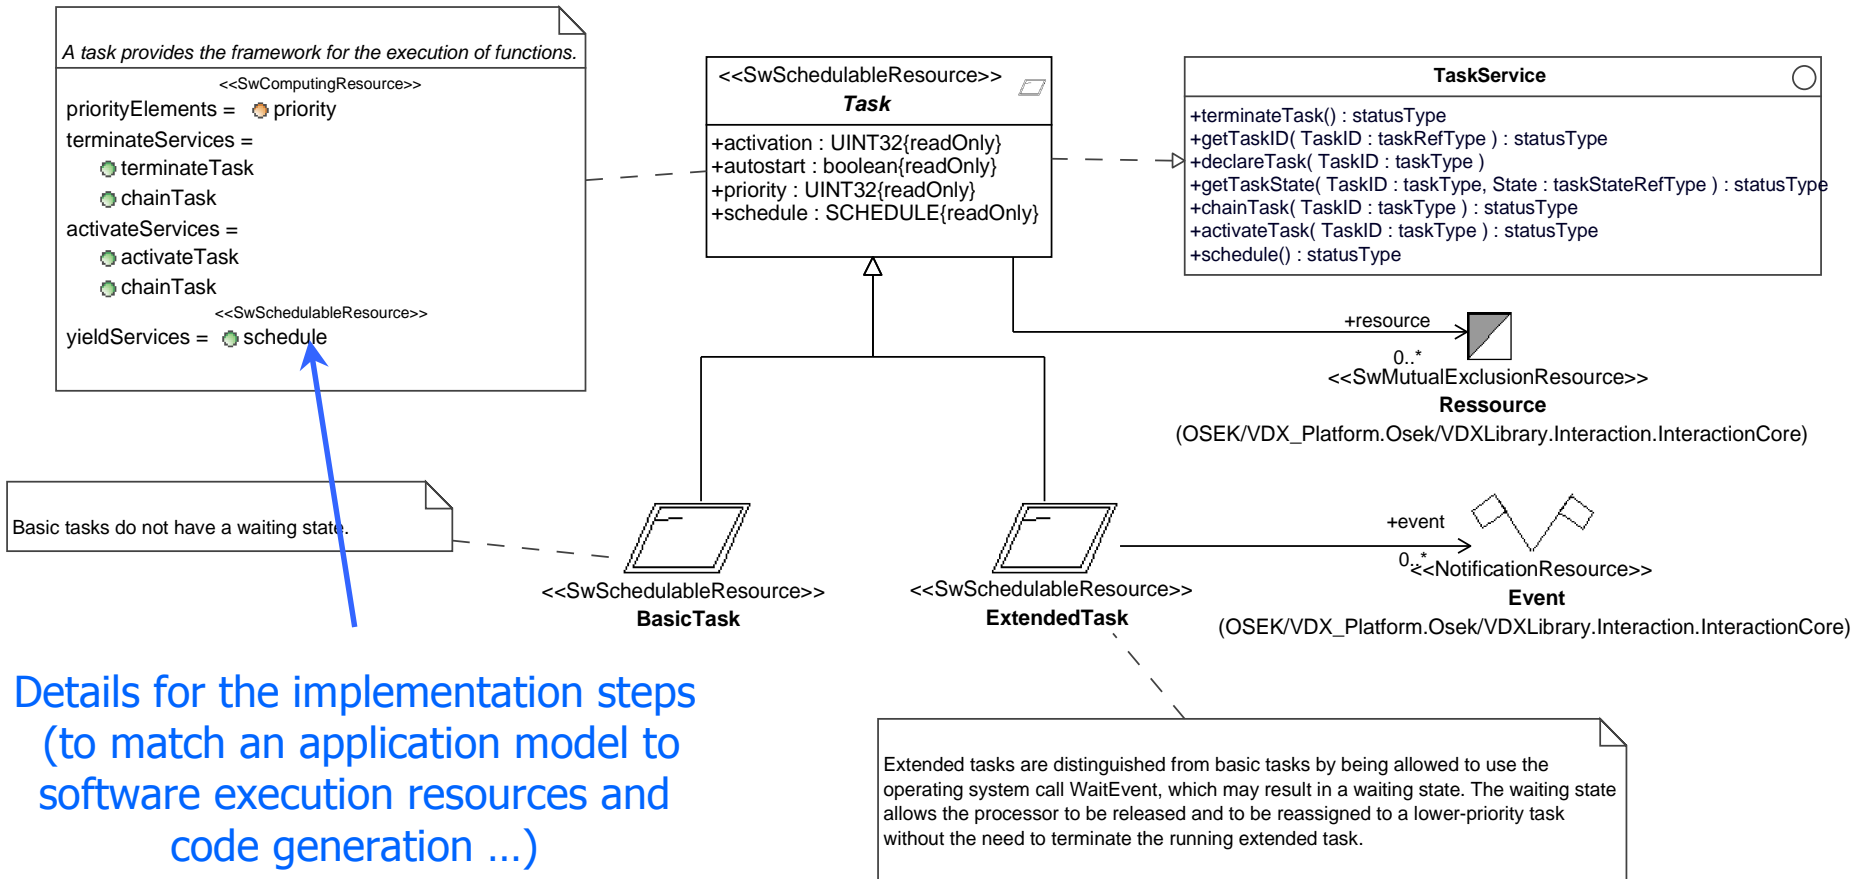 A task provides the framework for the execution of functions.
<<SwComputingResource>>
priorityElements = priority
terminateServices =
terminateTask
chainTask
activateServices =
activateTask
chainTask
<<SwSchedulableResource>>
yieldServices = schedule
<<SwSchedulableResource>>
Task
+activation : UINT32{readOnly}
+autostart : boolean{readOnly}
+priority : UINT32{readOnly}
+schedule : SCHEDULE{readOnly}
TaskService
+terminateTask() : statusType
+getTaskID( TaskID : taskRefType ) : statusType
+declareTask( TaskID : taskType )
+getTaskState( TaskID : taskType, State : taskStateRefType ) : statusType
+chainTask( TaskID : taskType ) : statusType
+activateTask( TaskID : taskType ) : statusType
+schedule() : statusType
+resource
0..*
<<SwMutualExclusionResource>>
Ressource
(OSEK/VDX_Platform.Osek/VDXLibrary.Interaction.InteractionCore)
Basic tasks do not have a waiting state.
<<SwSchedulableResource>>
BasicTask
<<SwSchedulableResource>>
ExtendedTask
+event
0..*
<<NotificationResource>>
Event
(OSEK/VDX_Platform.Osek/VDXLibrary.Interaction.InteractionCore)
Details for the implementation steps
(to match an application model to
software execution resources and
code generation ...)
Extended tasks are distinguished from basic tasks by being allowed to use the
operating system call WaitEvent, which may result in a waiting state. The waiting state
allows the processor to be released and to be reassigned to a lower-priority task
without the need to terminate the running extended task.